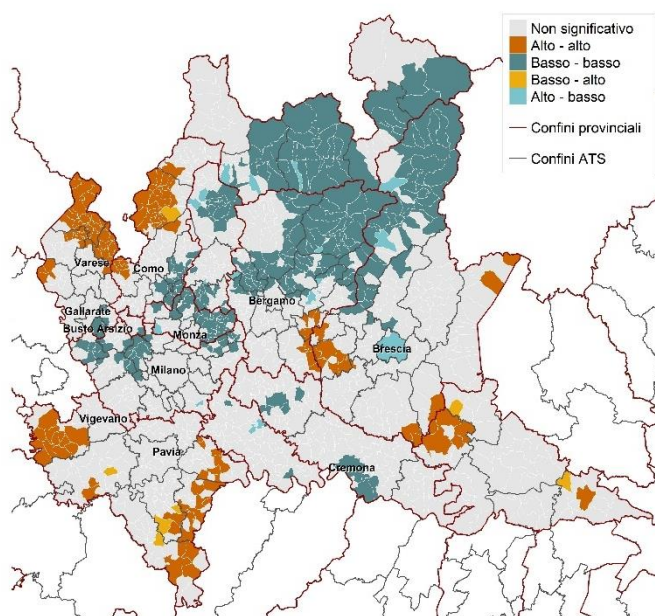 Non significativo
Alto - alto
Basso - basso
Basso - alto
Alto - basso
Confini provinciali
Confini ATS
Varese
Como
Gallarate
Busto Arsizio
Monza
Bergamo
Brescia
Milano
Vigevano
Pavia
Cremona